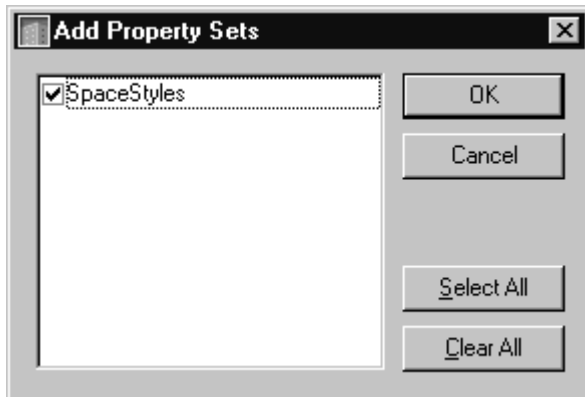 Add Property Sets
SpaceStyles
OK
Cancel
Select All
Clear All